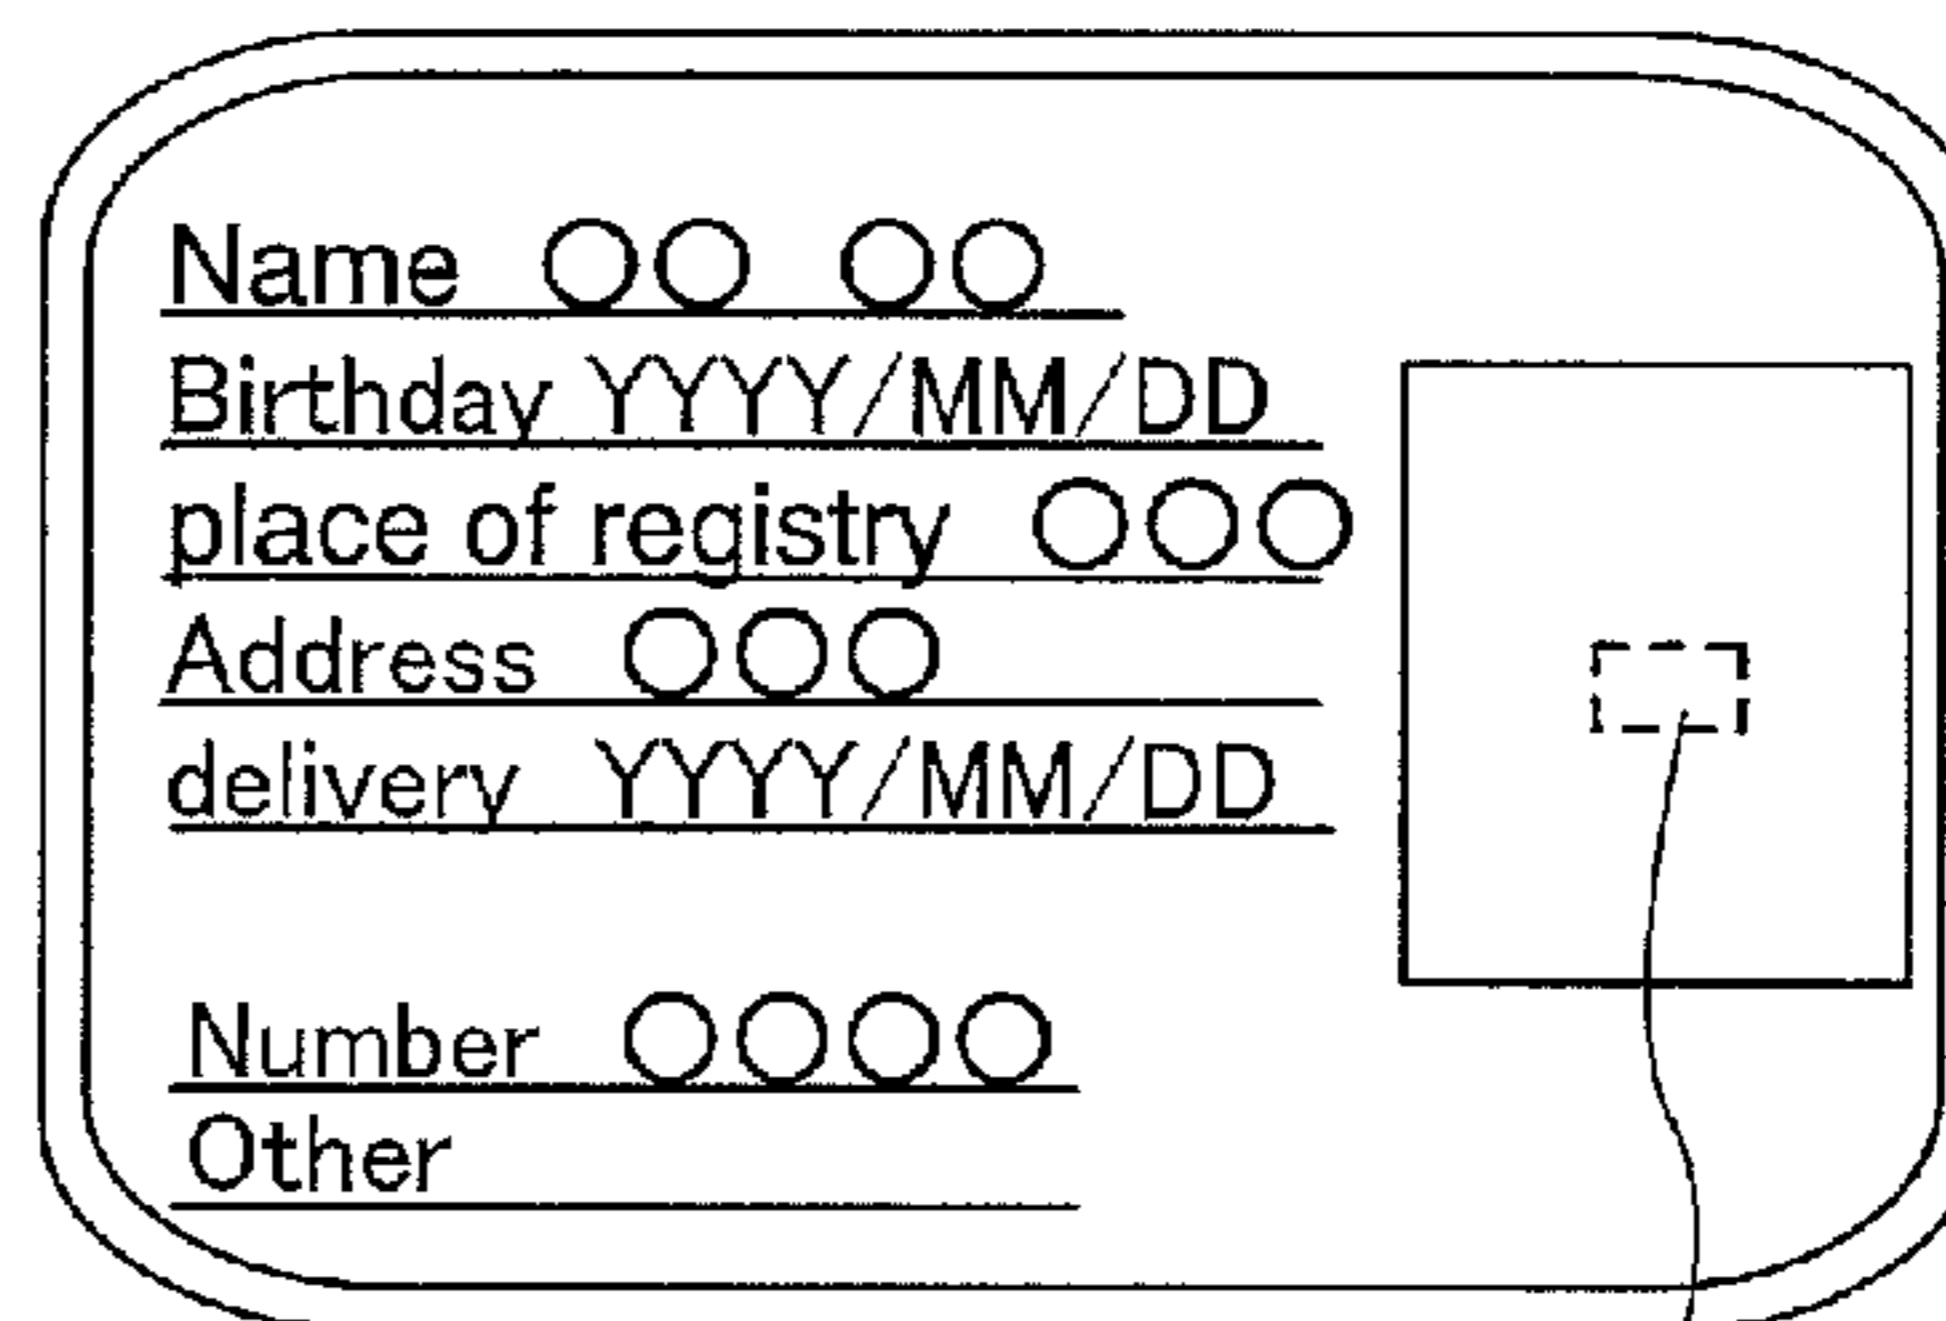 Name ○○ ○○
Birthday YYYY/MM/DD
place of registry ○○○
Address ○○○
delivery YYYY/MM/DD
Number ○○○○
Other